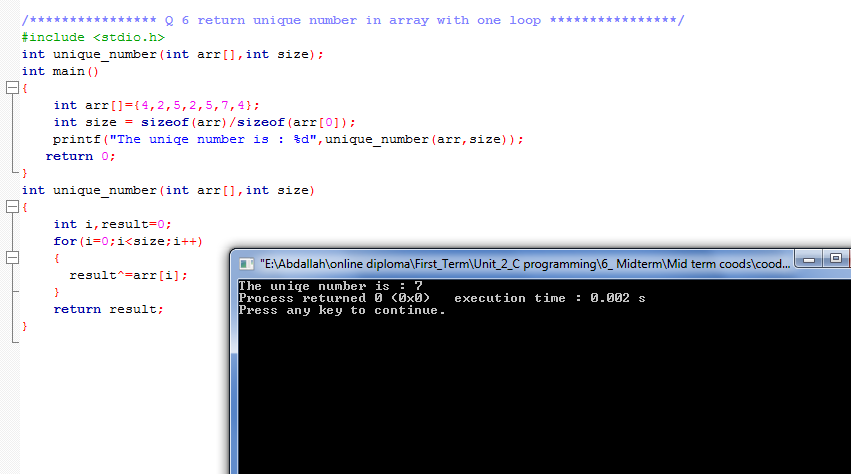 /**************** Q 6 return unique number in array with one loop ****************/
#include <stdio.h>
int unique_number(int arr[],int size);
int main()
{
    int arr[]={4,2,5,2,5,7,4};
    int size = sizeof(arr)/sizeof(arr[0]);
    printf("The uniqe number is : %d",unique_number(arr,size));
   return 0;
}
int unique_number(int arr[],int size)
{
    int i,result=0;
    for(i=0;i<size;i++)
    {
      result^=arr[i];
    }
    return result;
}
"E:\Abdallah\online diploma\First_Term\Unit_2_C programming\6_ Midterm\Mid term coods\cood...
The uniqe number is : 7
Process returned 0 (0x0)   execution time : 0.002 s
Press any key to continue.